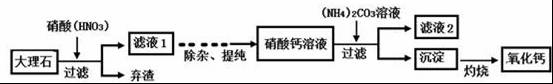 硝酸(HNO₃)
(NH₄)₂CO₃溶液
大理石
过滤
滤液1
弃渣
除杂、提纯
硝酸钙溶液
过滤
滤液2
沉淀
灼烧
氧化钙